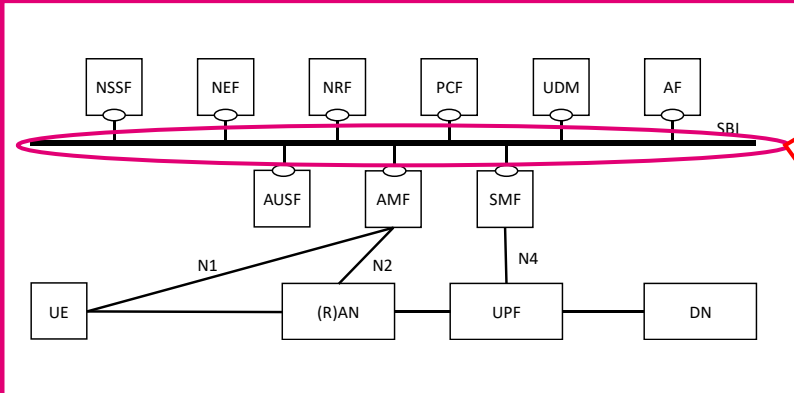 NSSF
NEF
NRF
PCF
UDM
AF
SBI
AUSF
AMF
SMF
N1
N2
N4
UE
(R)AN
UPF
DN